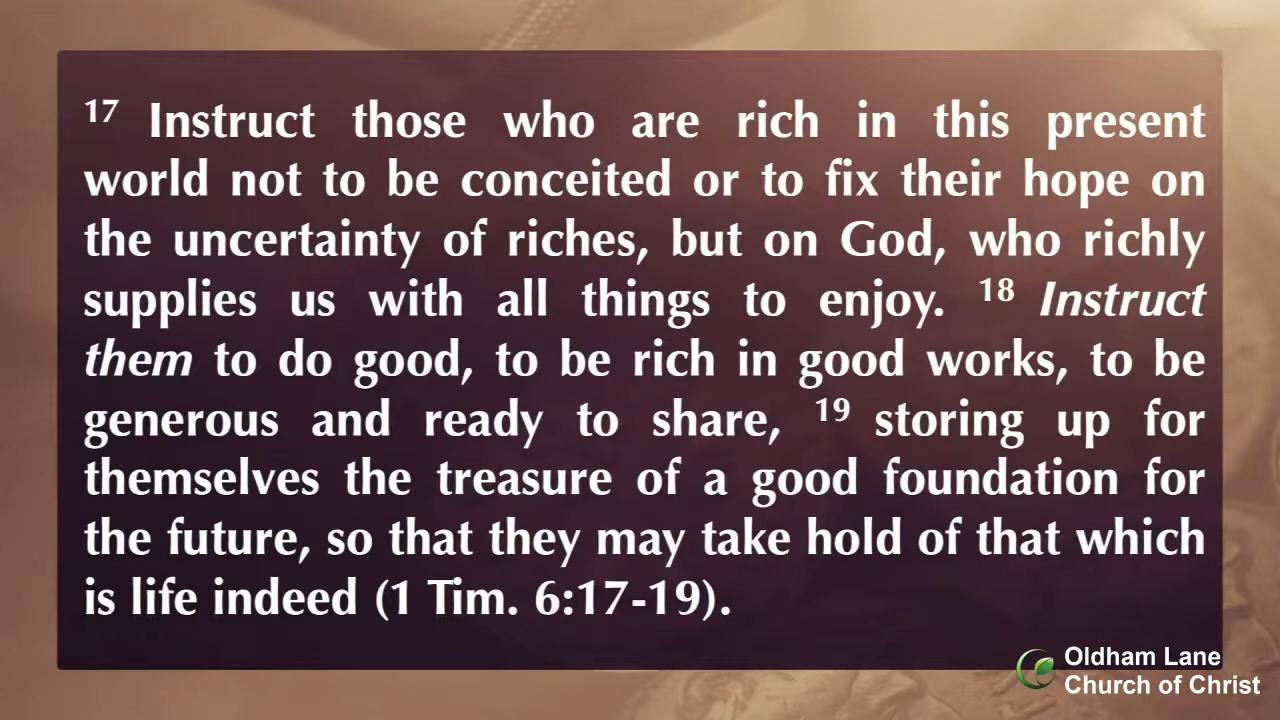 17 Instruct those who are rich in this present
world not to be conceited or to fix their hope on
the uncertainty of riches, but on God, who richly
supplies us with all things to enjoy. 18 Instruct
them to do good, to be rich in good works, to be
generous and ready to share, 19 storing up for
themselves the treasure of a good foundation for
the future, so that they may take hold of that which
is life indeed (1 Tim. 6:17-19).
Oldham Lane
Church of Christ